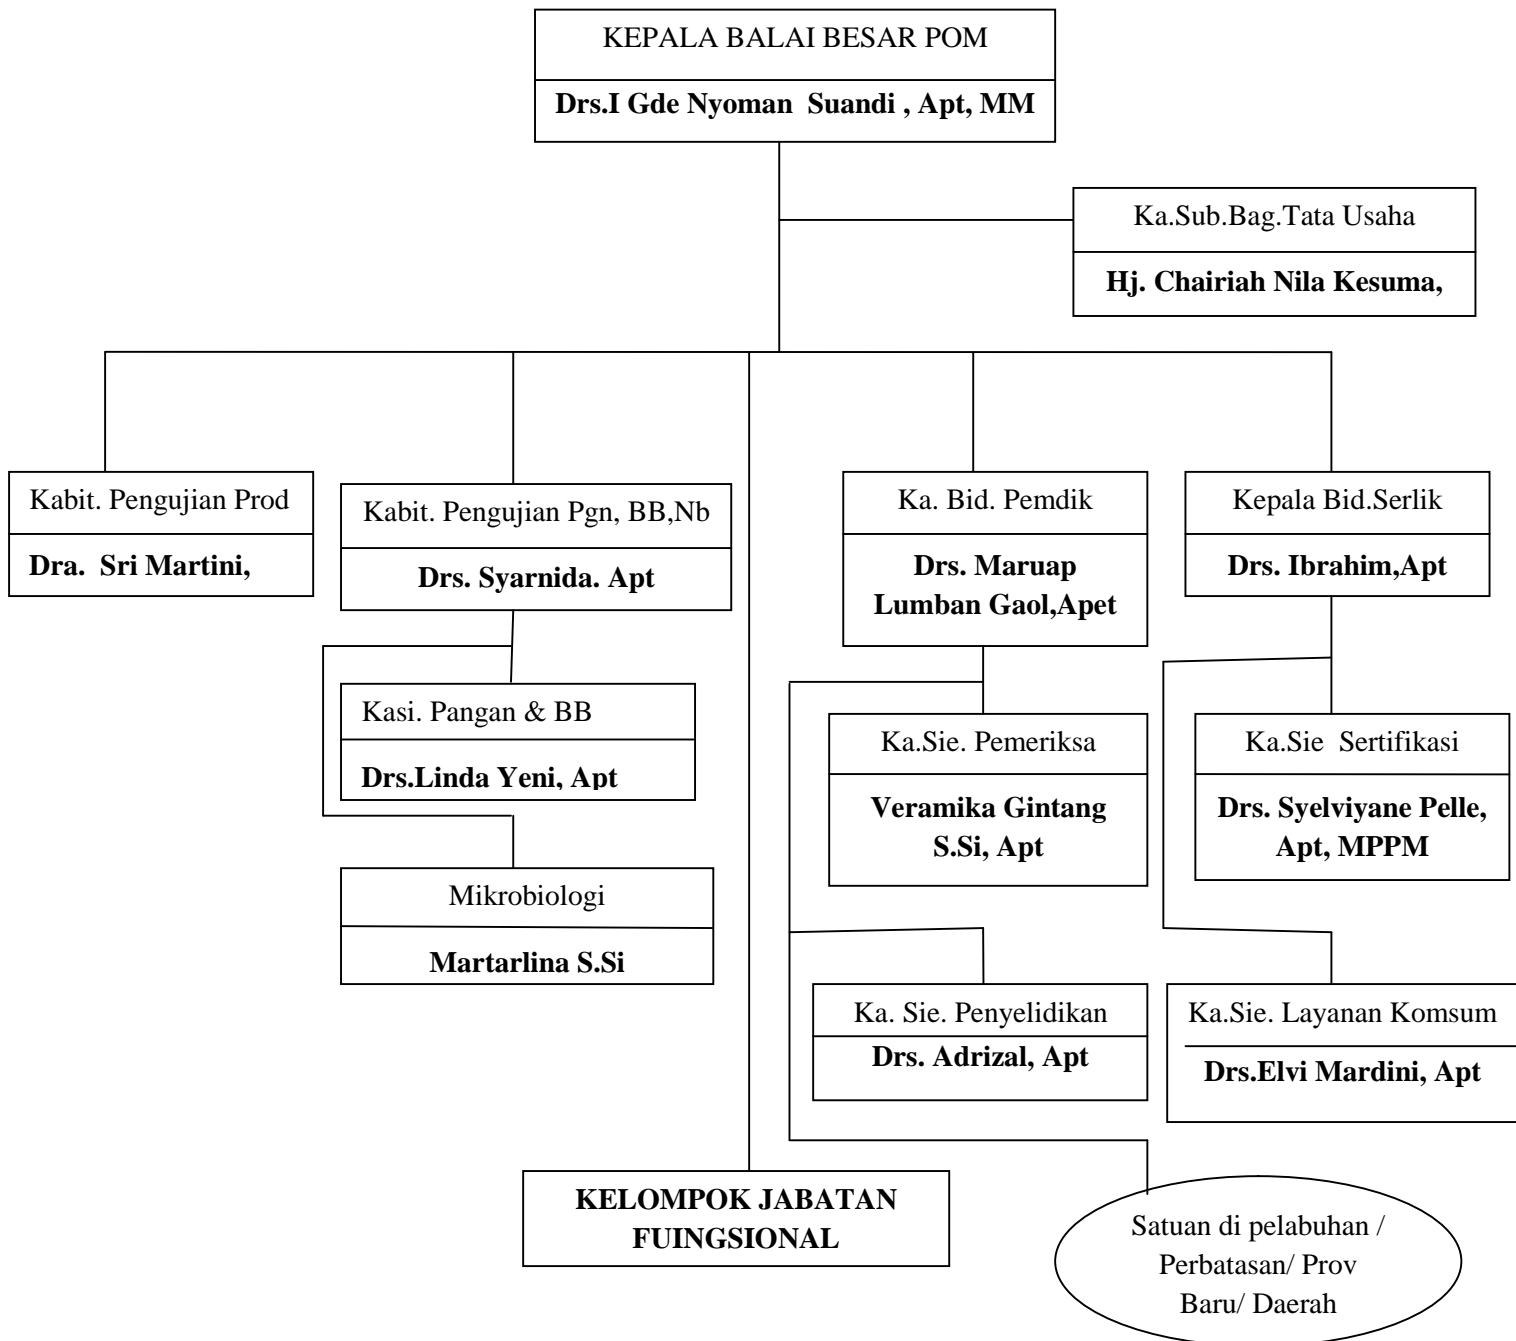 KEPALA BALAI BESAR POM
Drs.I Gde Nyoman Suandi , Apt, MM
Ka.Sub.Bag.Tata Usaha
Hj. Chairiah Nila Kesuma,
Kabit. Pengujian Prod
Dra. Sri Martini,
Kabit. Pengujian Pgn, BB,Nb
Drs. Syarnida. Apt
Ka. Bid. Pemdik
Drs. Maruap
Lumban Gaol,Apet
Kepala Bid.Serlik
Drs. Ibrahim,Apt
Kasi. Pangan & BB
Drs.Linda Yeni, Apt
Ka.Sie. Pemeriksa
Veramika Gintang
S.Si, Apt
Ka.Sie Sertifikasi
Drs. Syelviyane Pelle,
Apt, MPPM
Mikrobiologi
Martarlina S.Si
Ka. Sie. Penyelidikan
Drs. Adrizal, Apt
Ka.Sie. Layanan Komsum
Drs.Elvi Mardini, Apt
KELOMPOK JABATAN
FUINGSIONAL
Satuan di pelabuhan /
Perbatasan/ Prov
Baru/ Daerah